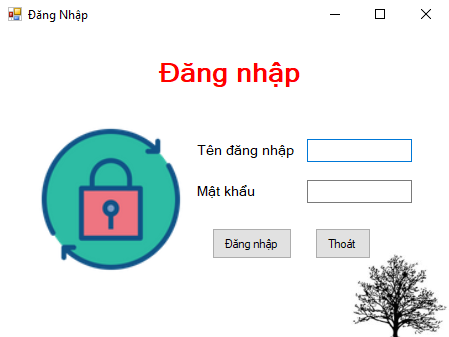 Đăng Nhập
Đăng nhập
Tên đăng nhập
Mật khẩu
Đăng nhập Thoát